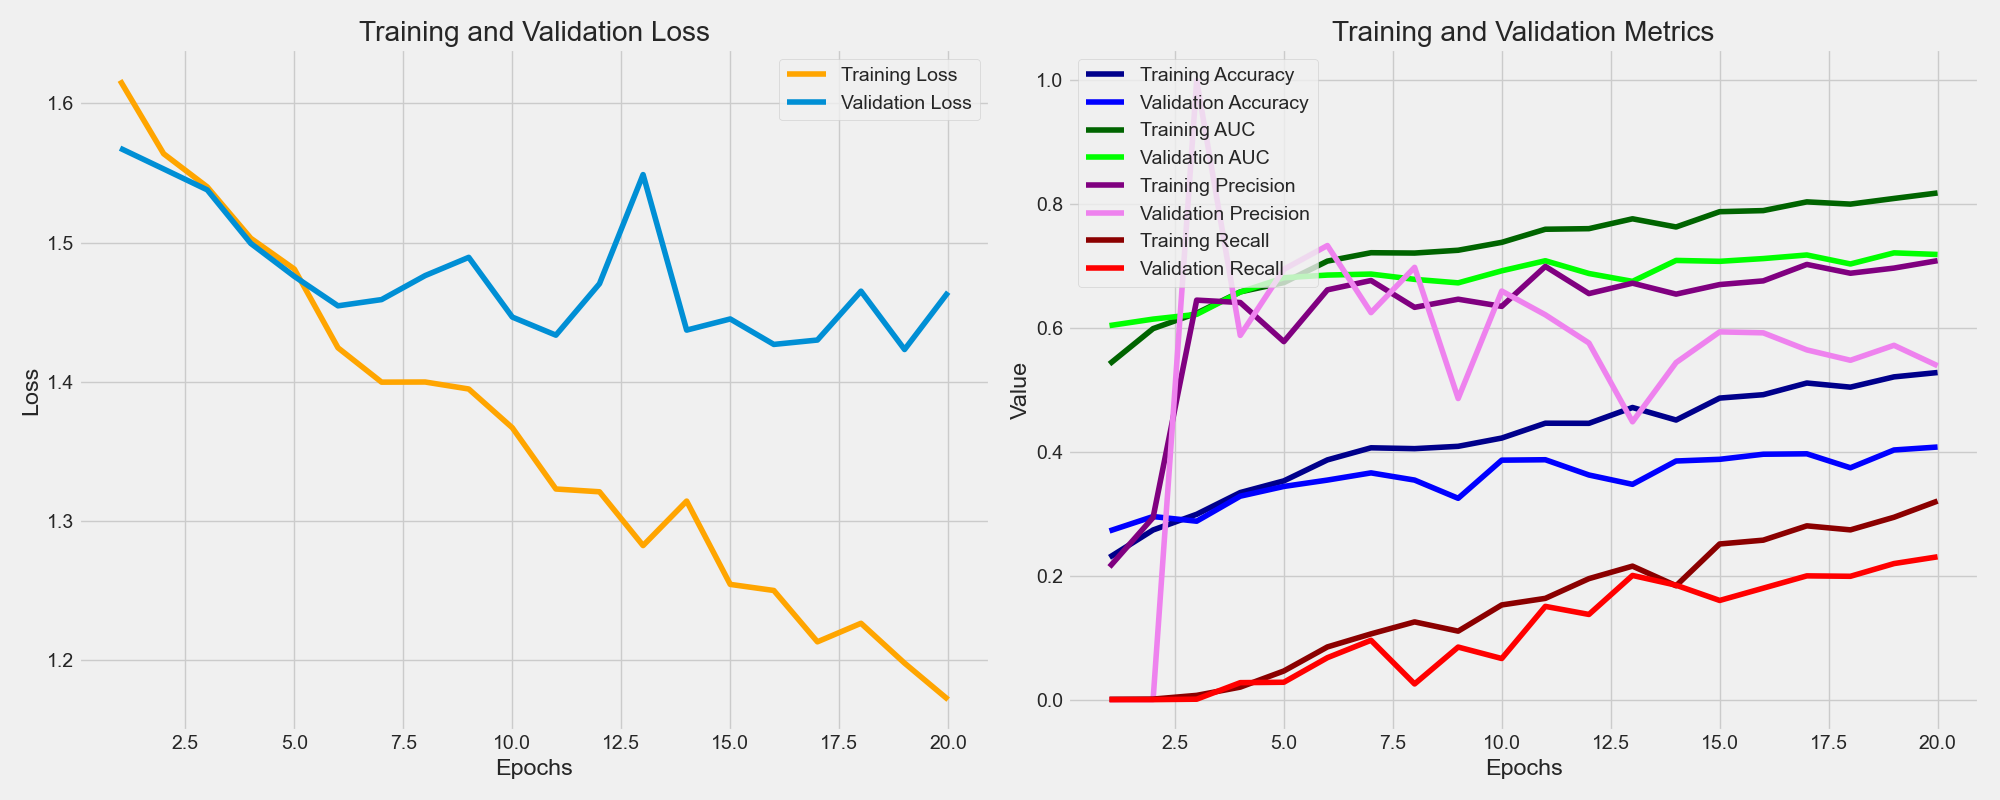 Training and Validation Loss
Training Loss
Validation Loss
1.6
1.5
1.4
1.3
1.2
Loss
2.5 5.0 7.5 10.0 12.5 15.0 17.5 20.0
Epochs
Training and Validation Metrics
Training Accuracy
Validation Accuracy
Training AUC
Validation AUC
Training Precision
Validation Precision
Training Recall
Validation Recall
1.0
0.8
0.6
0.4
0.2
0.0
Value
2.5 5.0 7.5 10.0 12.5 15.0 17.5 20.0
Epochs